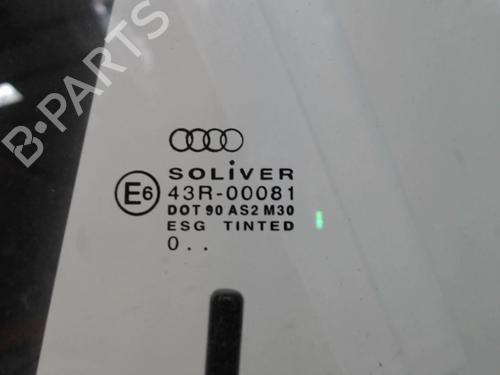 B-PARTS
SOLiVER
E6 43R-00081
DOT 90 AS2 M30
ESG TINTED
0..